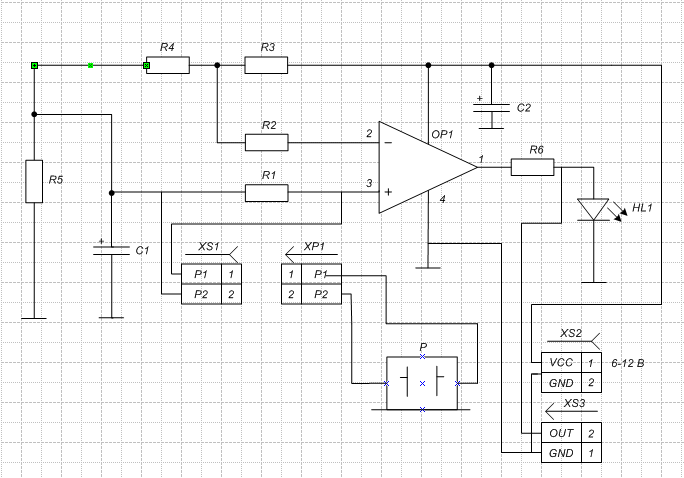 R4
R3
+
C2
R2
2
−
OP1
1
R6
R5
R1
3
+
4
HL1
+
C1
XS1
XP1
P1 1
P2 2
1 P1
2 P2
P
XS2
VCC 1
GND 2
6-12 В
XS3
OUT 2
GND 1